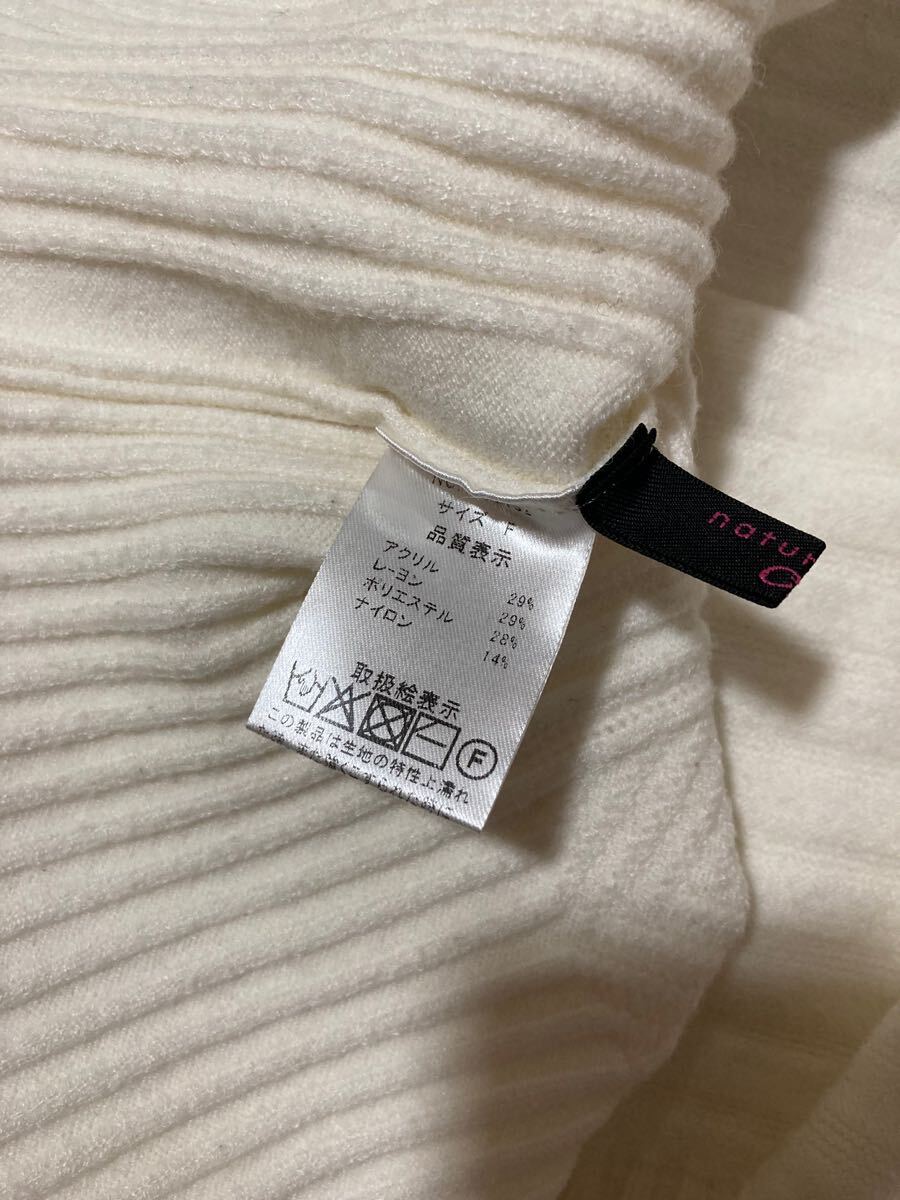 サイズ F
品質表示
アクリル 29%
レーヨン 29%
ポリエステル 28%
ナイロン 14%
取扱絵表示
F
この製品は生地の特性上濡れ
natur